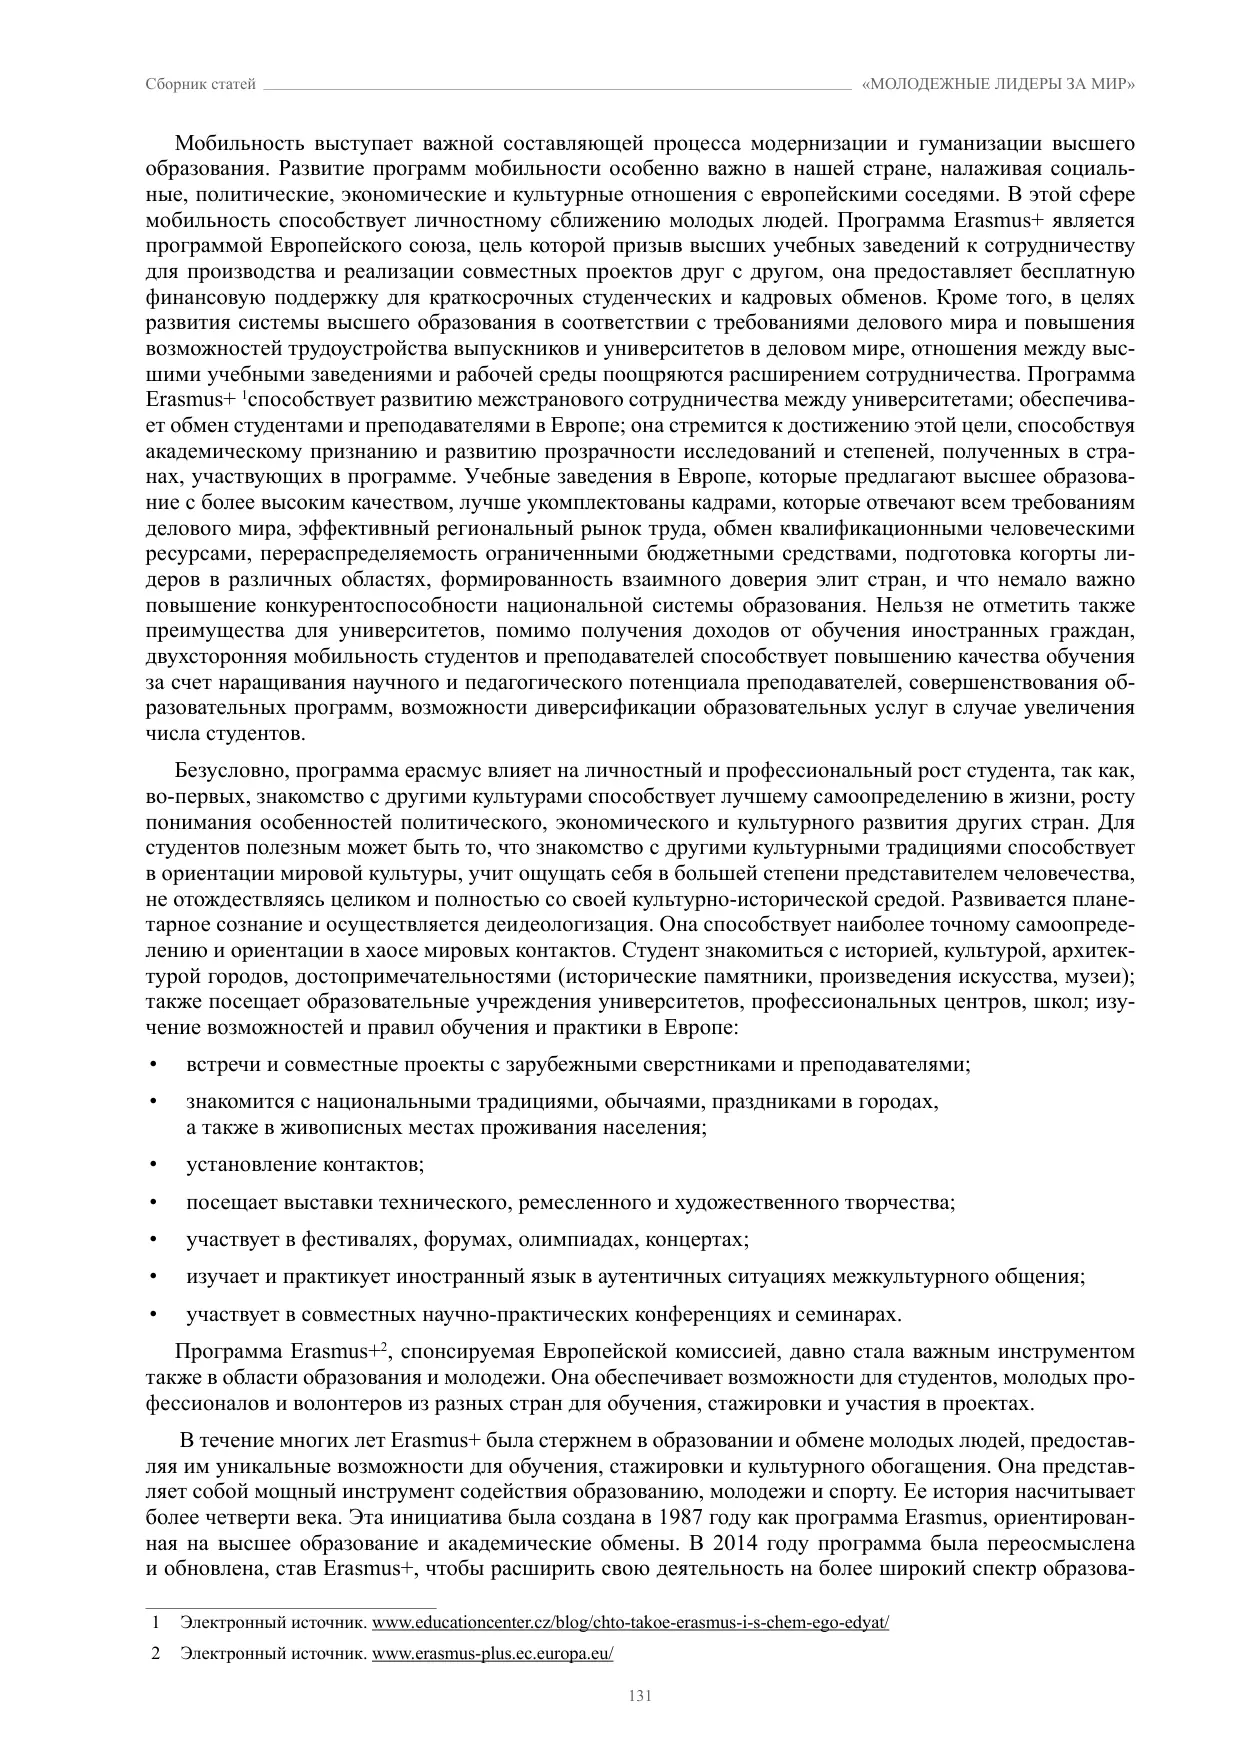 Сборник статей «МОЛОДЕЖНЫЕ ЛИДЕРЫ ЗА МИР»
Мобильность выступает важной составляющей процесса модернизации и гуманизации высшего
образования. Развитие программ мобильности особенно важно в нашей стране, налаживая социаль-
ные, политические, экономические и культурные отношения с европейскими соседями. В этой сфере
мобильность способствует личностному сближению молодых людей. Программа Erasmus+ является
программой Европейского союза, цель которой призыв высших учебных заведений к сотрудничеству
для производства и реализации совместных проектов друг с другом, она предоставляет бесплатную
финансовую поддержку для краткосрочных студенческих и кадровых обменов. Кроме того, в целях
развития системы высшего образования в соответствии с требованиями делового мира и повышения
возможностей трудоустройства выпускников и университетов в деловом мире, отношения между выс-
шими учебными заведениями и рабочей среды поощряются расширением сотрудничества. Программа
Erasmus+ ¹способствует развитию межстранового сотрудничества между университетами; обеспечива-
ет обмен студентами и преподавателями в Европе; она стремится к достижению этой цели, способствуя
академическому признанию и развитию прозрачности исследований и степеней, полученных в стра-
нах, участвующих в программе. Учебные заведения в Европе, которые предлагают высшее образова-
ние с более высоким качеством, лучше укомплектованы кадрами, которые отвечают всем требованиям
делового мира, эффективный региональный рынок труда, обмен квалификационными человеческими
ресурсами, перераспределяемость ограниченными бюджетными средствами, подготовка когорты ли-
деров в различных областях, формированность взаимного доверия элит стран, и что немало важно
повышение конкурентоспособности национальной системы образования. Нельзя не отметить также
преимущества для университетов, помимо получения доходов от обучения иностранных граждан,
двухсторонняя мобильность студентов и преподавателей способствует повышению качества обучения
за счет наращивания научного и педагогического потенциала преподавателей, совершенствования об-
разовательных программ, возможности диверсификации образовательных услуг в случае увеличения
числа студентов.
Безусловно, программа ерасмус влияет на личностный и профессиональный рост студента, так как,
во-первых, знакомство с другими культурами способствует лучшему самоопределению в жизни, росту
понимания особенностей политического, экономического и культурного развития других стран. Для
студентов полезным может быть то, что знакомство с другими культурными традициями способствует
в ориентации мировой культуры, учит ощущать себя в большей степени представителем человечества,
не отождествляясь целиком и полностью со своей культурно-исторической средой. Развивается плане-
тарное сознание и осуществляется деидеологизация. Она способствует наиболее точному самоопреде-
лению и ориентации в хаосе мировых контактов. Студент знакомиться с историей, культурой, архитек-
турой городов, достопримечательностями (исторические памятники, произведения искусства, музеи);
также посещает образовательные учреждения университетов, профессиональных центров, школ; изу-
чение возможностей и правил обучения и практики в Европе:
• встречи и совместные проекты с зарубежными сверстниками и преподавателями;
• знакомится с национальными традициями, обычаями, праздниками в городах,
а также в живописных местах проживания населения;
• установление контактов;
• посещает выставки технического, ремесленного и художественного творчества;
• участвует в фестивалях, форумах, олимпиадах, концертах;
• изучает и практикует иностранный язык в аутентичных ситуациях межкультурного общения;
• участвует в совместных научно-практических конференциях и семинарах.
Программа Erasmus+², спонсируемая Европейской комиссией, давно стала важным инструментом
также в области образования и молодежи. Она обеспечивает возможности для студентов, молодых про-
фессионалов и волонтеров из разных стран для обучения, стажировки и участия в проектах.
В течение многих лет Erasmus+ была стержнем в образовании и обмене молодых людей, предостав-
ляя им уникальные возможности для обучения, стажировки и культурного обогащения. Она представ-
ляет собой мощный инструмент содействия образованию, молодежи и спорту. Ее история насчитывает
более четверти века. Эта инициатива была создана в 1987 году как программа Erasmus, ориентирован-
ная на высшее образование и академические обмены. В 2014 году программа была переосмыслена
и обновлена, став Erasmus+, чтобы расширить свою деятельность на более широкий спектр образова-
1 Электронный источник. www.educationcenter.cz/blog/chto-takoe-erasmus-i-s-chem-ego-edyat/
2 Электронный источник. www.erasmus-plus.ec.europa.eu/
131